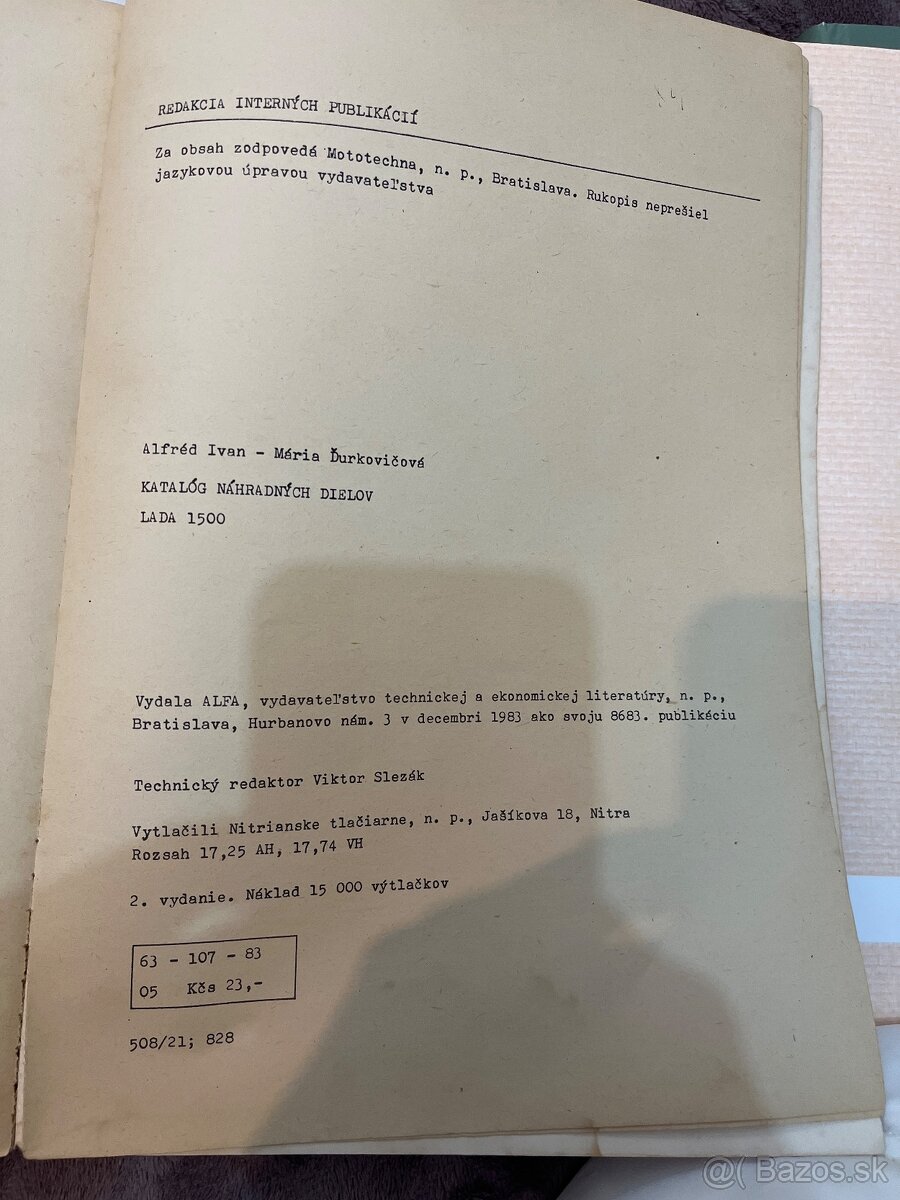 REDAKCIA INTERNÝCH PUBLIKÁCIÍ
Za obsah zodpovedá Mototechna, n. p., Bratislava. Rukopis neprešiel
jazykovou úpravou vydavateľstva
Alfréd Ivan - Mária Ďurkovičová
KATALÓG NÁHRADNÝCH DIELOV
LADA 1500
Vydala ALFA, vydavateľstvo technickej a ekonomickej literatúry, n. p.,
Bratislava, Hurbanovo nám. 3 v decembri 1983 ako svoju 8683. publikáciu
Technický redaktor Viktor Slezák
Vytlačili Nitrianske tlačiarne, n. p., Jašíkova 18, Nitra
Rozsah 17,25 AH, 17,74 VH
2. vydanie. Náklad 15 000 výtlačkov
63 - 107 - 83
05 Kčs 23,-
508/21; 828
@( Bazos.sk